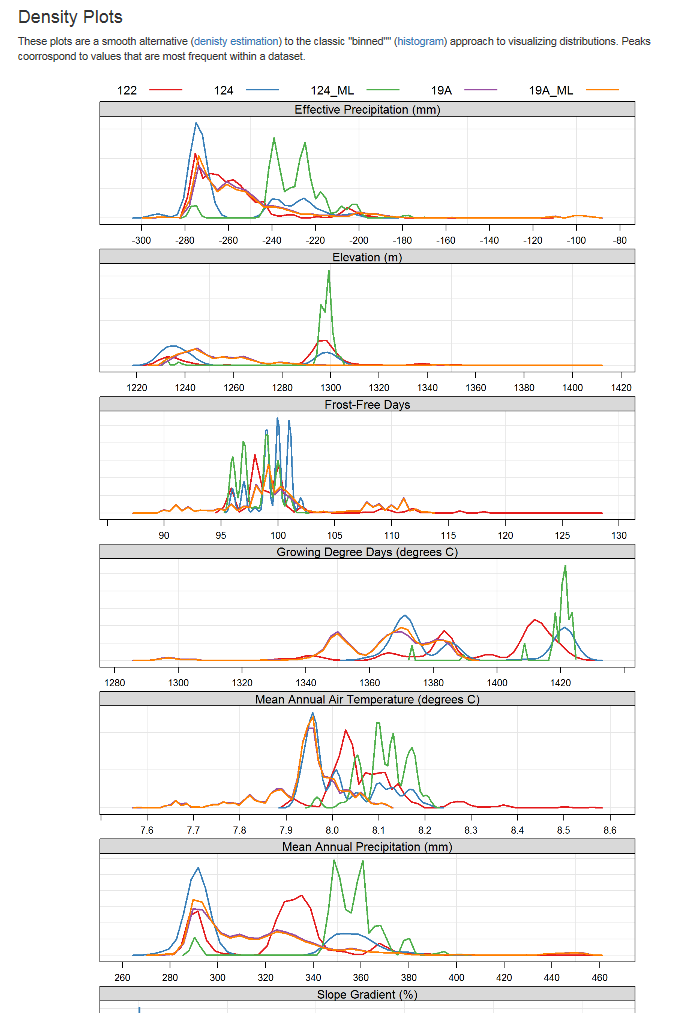 Density Plots
These plots are a smooth alternative (denisty estimation) to the classic "binned"" (histogram) approach to visualizing distributions. Peaks
coorrospond to values that are most frequent within a dataset.
122 124 124_ML 19A 19A_ML
Effective Precipitation (mm)
-300 -280 -260 -240 -220 -200 -180 -160 -140 -120 -100 -80
Elevation (m)
1220 1240 1260 1280 1300 1320 1340 1360 1380 1400 1420
Frost-Free Days
90 95 100 105 110 115 120 125 130
Growing Degree Days (degrees C)
1280 1300 1320 1340 1360 1380 1400 1420
Mean Annual Air Temperature (degrees C)
7.6 7.7 7.8 7.9 8.0 8.1 8.2 8.3 8.4 8.5 8.6
Mean Annual Precipitation (mm)
260 280 300 320 340 360 380 400 420 440 460
Slope Gradient (%)